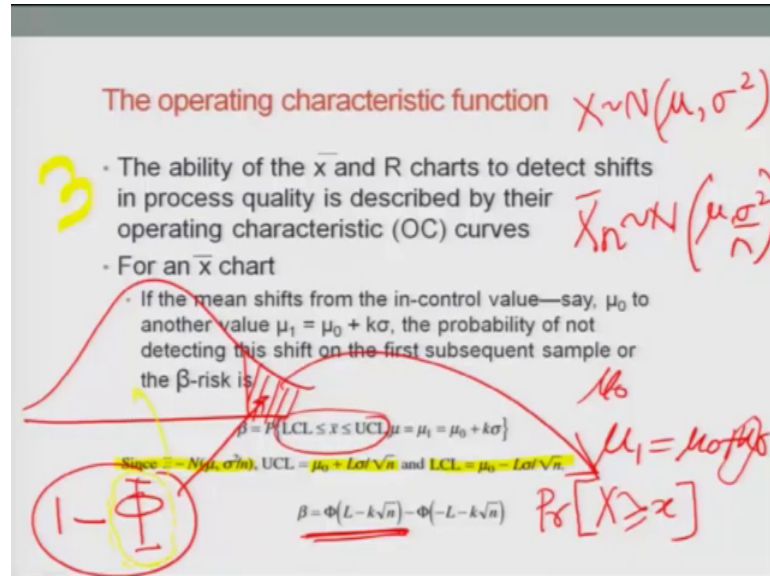 The operating characteristic function
X~N(μ, σ²)
3
• The ability of the x̄ and R charts to detect shifts
in process quality is described by their
operating characteristic (OC) curves
X̄n ~ N(μ, σ²/n)
• For an x̄ chart
• If the mean shifts from the in-control value—say, μ₀ to
another value μ₁ = μ₀ + kσ, the probability of not
detecting this shift on the first subsequent sample or
the β-risk is
μ₀
β = P{LCL ≤ x̄ ≤ UCL μ = μ₁ = μ₀ + kσ}
μ₁ = μ₀
Since x̄ ~ N(μ, σ²/n), UCL = μ₀ + Lσ/√n and LCL = μ₀ - Lσ/√n,
1 - Φ
β = Φ(L - k√n) - Φ(-L - k√n)
Pr[X ≥ x]